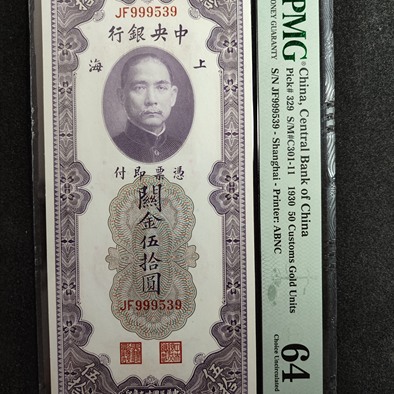 JF999539
行銀央中
海 上
付即票憑
關金伍拾圓
JF999539
PMG
MONEY GUARANTY
China, Central Bank of China
Pick# 329 S/M#C301-11 1930 50 Customs Gold Units
S/N JF999539 - Shanghai - Printer: ABNC
64
Choice Uncirculated